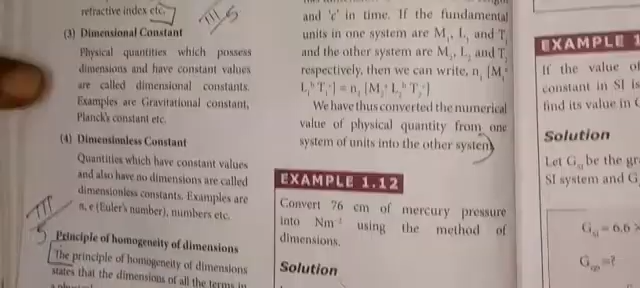 refractive index etc.
III 5
(3) Dimensional Constant
Physical quantities which possess
dimensions and have constant values
are called dimensional constants.
Examples are Gravitational constant,
Planck's constant etc.
(4) Dimensionless Constant
Quantities which have constant values
and also have no dimensions are called
dimensionless constants. Examples are
π, e (Euler's number), numbers etc.
III
5
Principle of homogeneity of dimensions
The principle of homogeneity of dimensions
states that the dimensions of all the terms in
and 'c' in time. If the fundamental
units in one system are M₁, L₁ and T₁
and the other system are M₂, L₂ and T₂
respectively, then we can write, n₁ [M₁ᵃ
L₁ᵇ T₁ᶜ] = n₂ [M₂ᵃ L₂ᵇ T₂ᶜ]
We have thus converted the numerical
value of physical quantity from one
system of units into the other system
EXAMPLE 1.12
Convert 76 cm of mercury pressure
into Nm⁻² using the method of
dimensions.
Solution
EXAMPLE 1
If the value of
constant in SI is
find its value in
Solution
Let G_SI be the
SI system and G
G_SI = 6.6
= ?